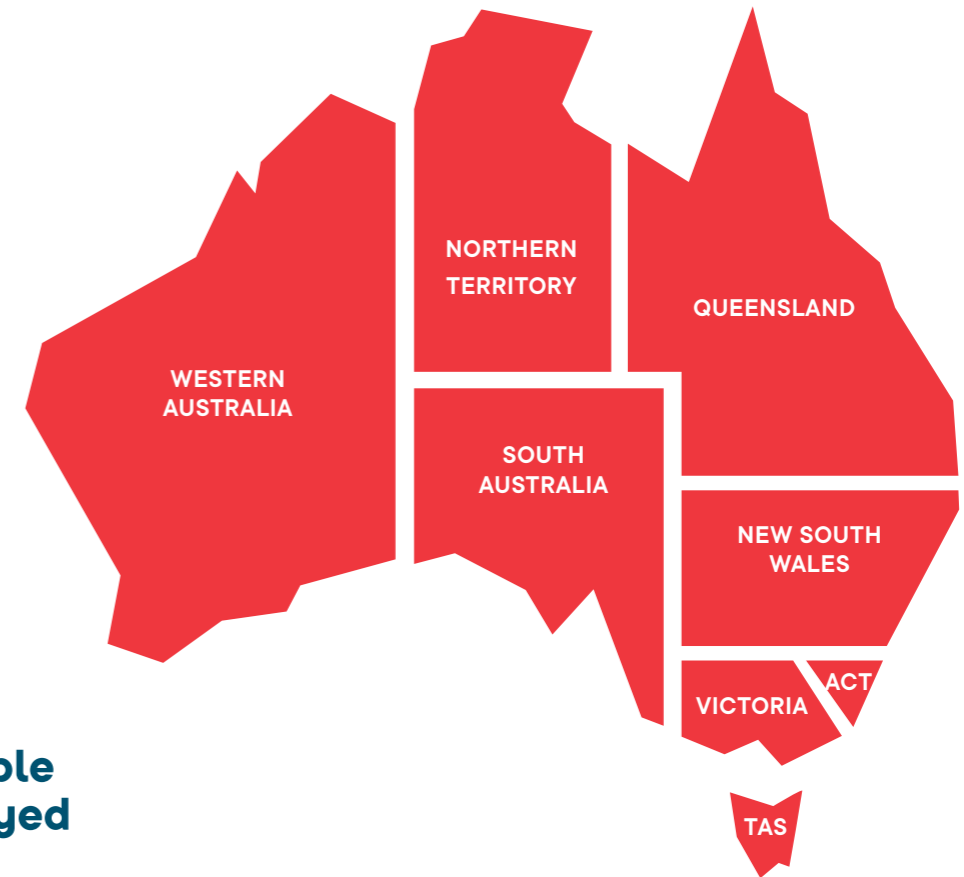 NORTHERN
TERRITORY
QUEENSLAND
WESTERN
AUSTRALIA
SOUTH
AUSTRALIA
NEW SOUTH
WALES
ACT
VICTORIA
TAS